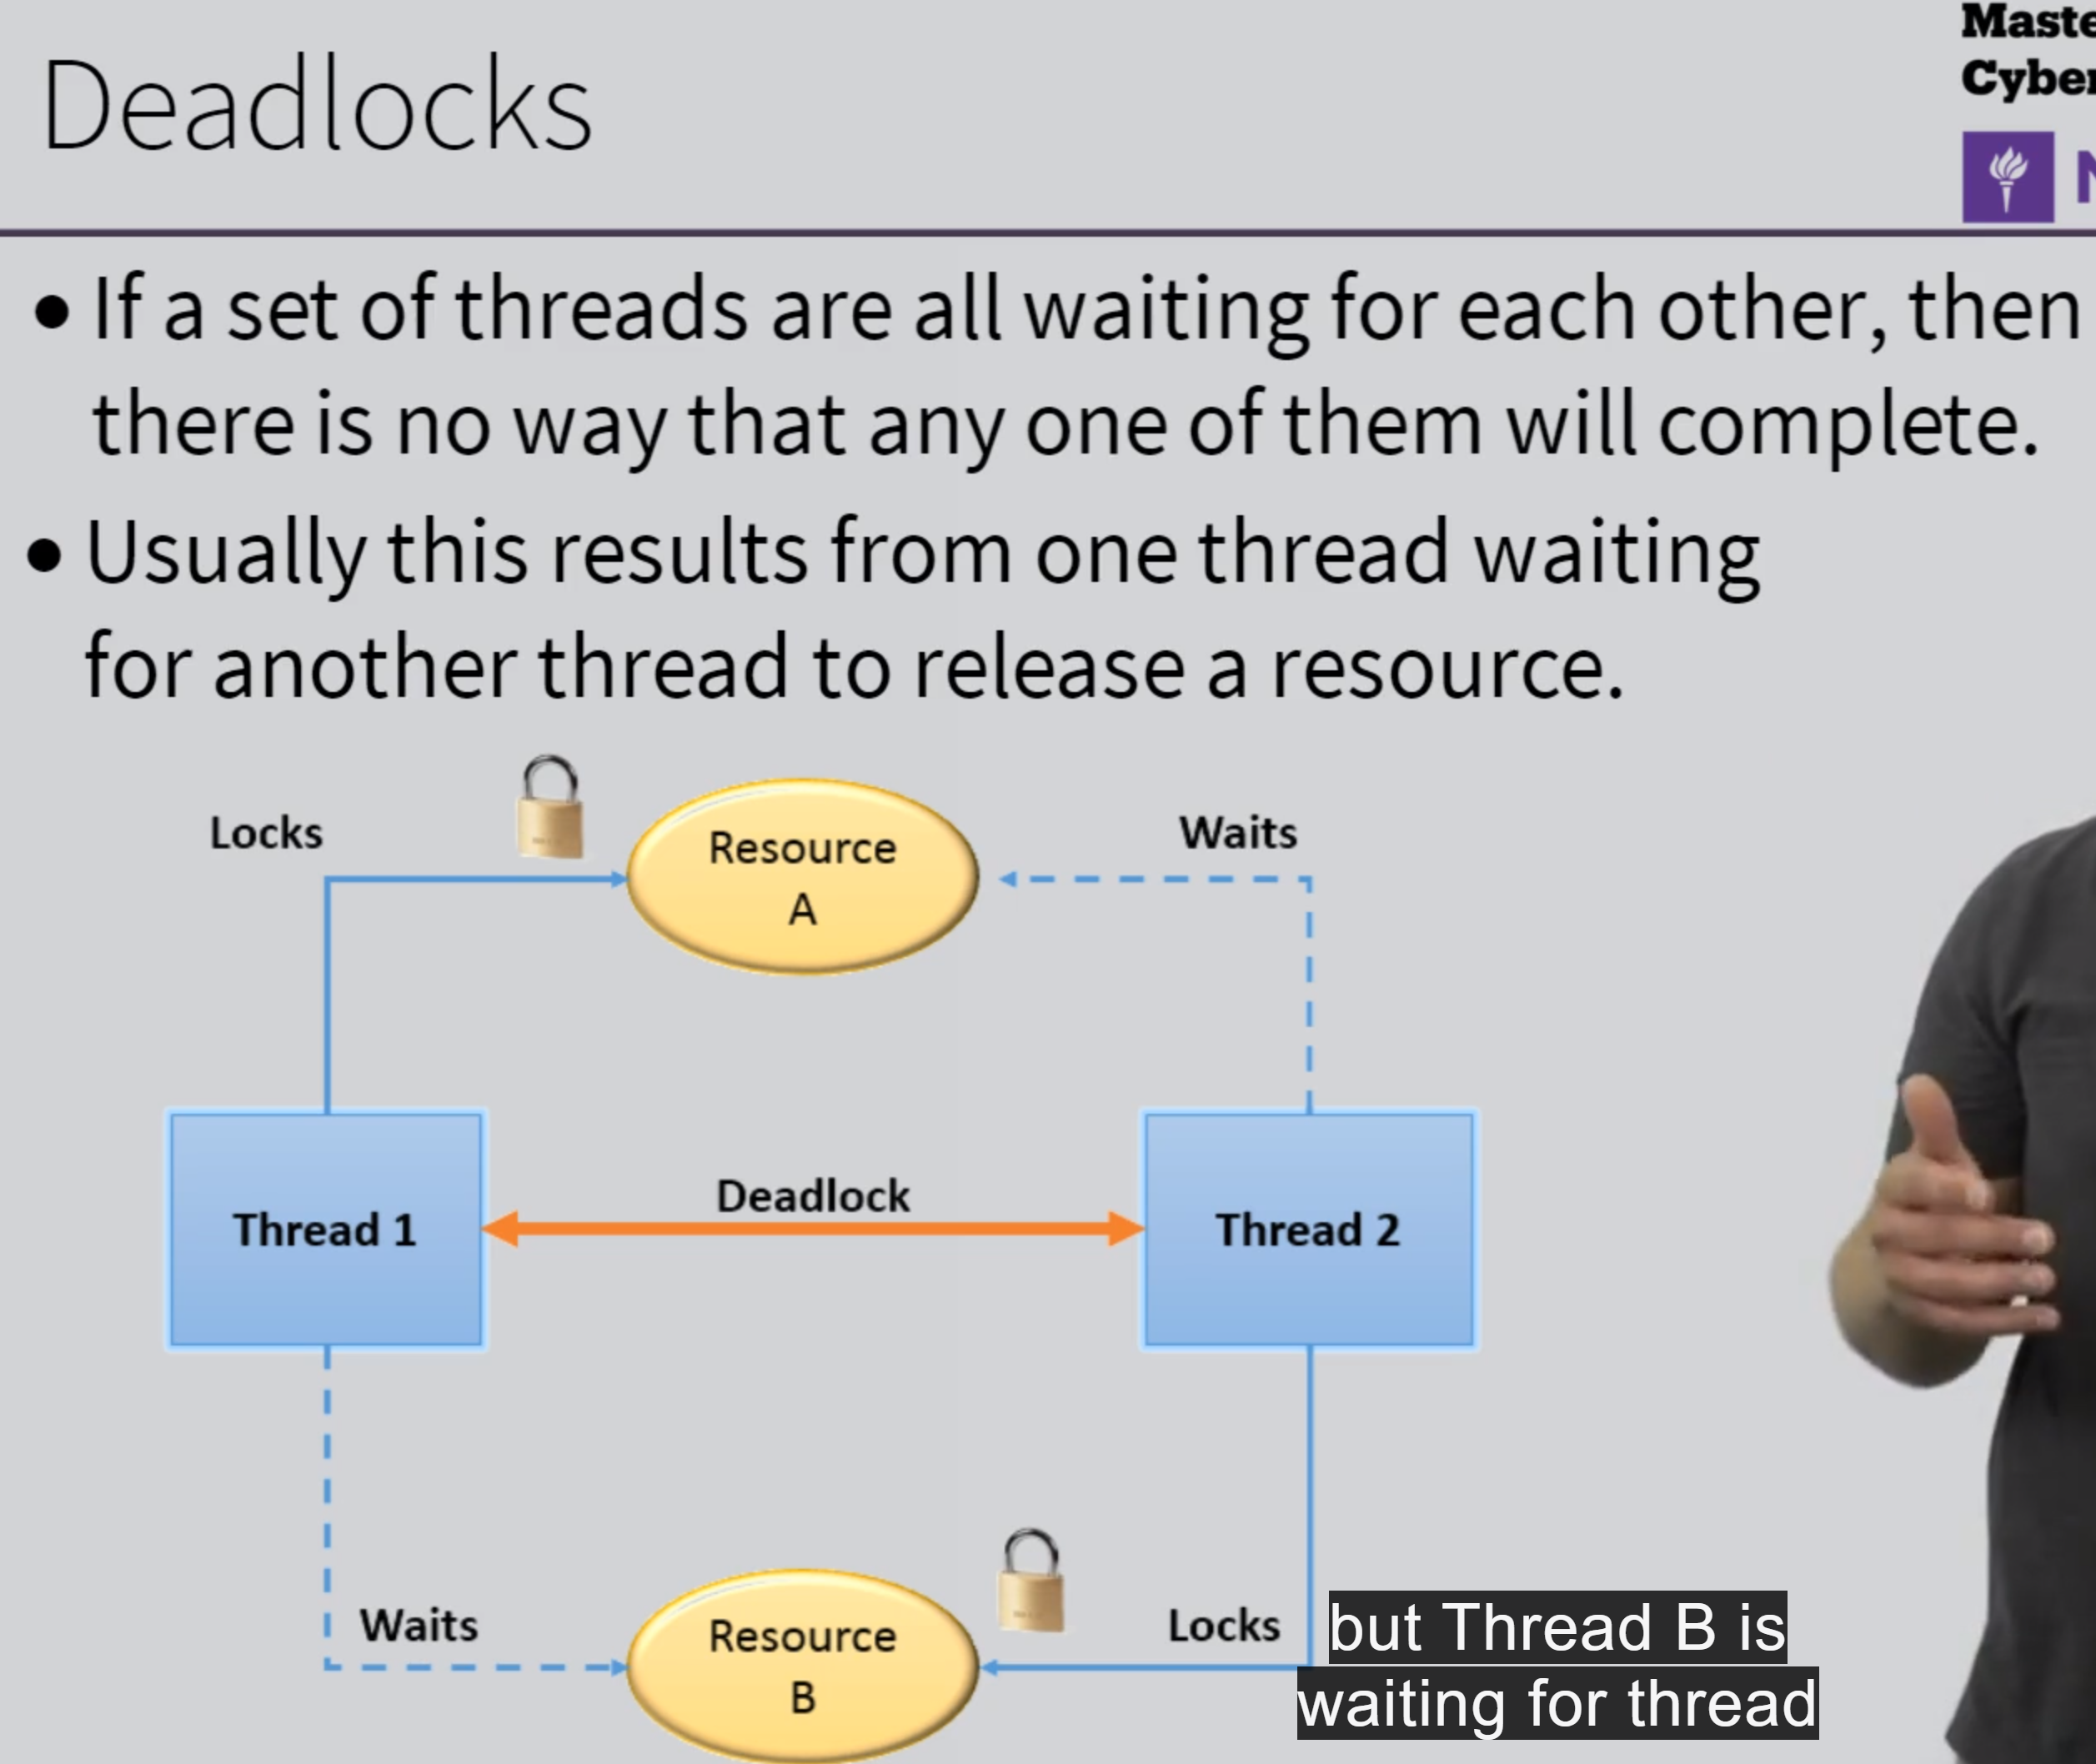 Deadlocks
• If a set of threads are all waiting for each other, then
there is no way that any one of them will complete.
• Usually this results from one thread waiting
for another thread to release a resource.
Locks
Resource
A
Waits
Thread 1
Deadlock
Thread 2
Waits
Resource
B
Locks
but Thread B is
waiting for thread